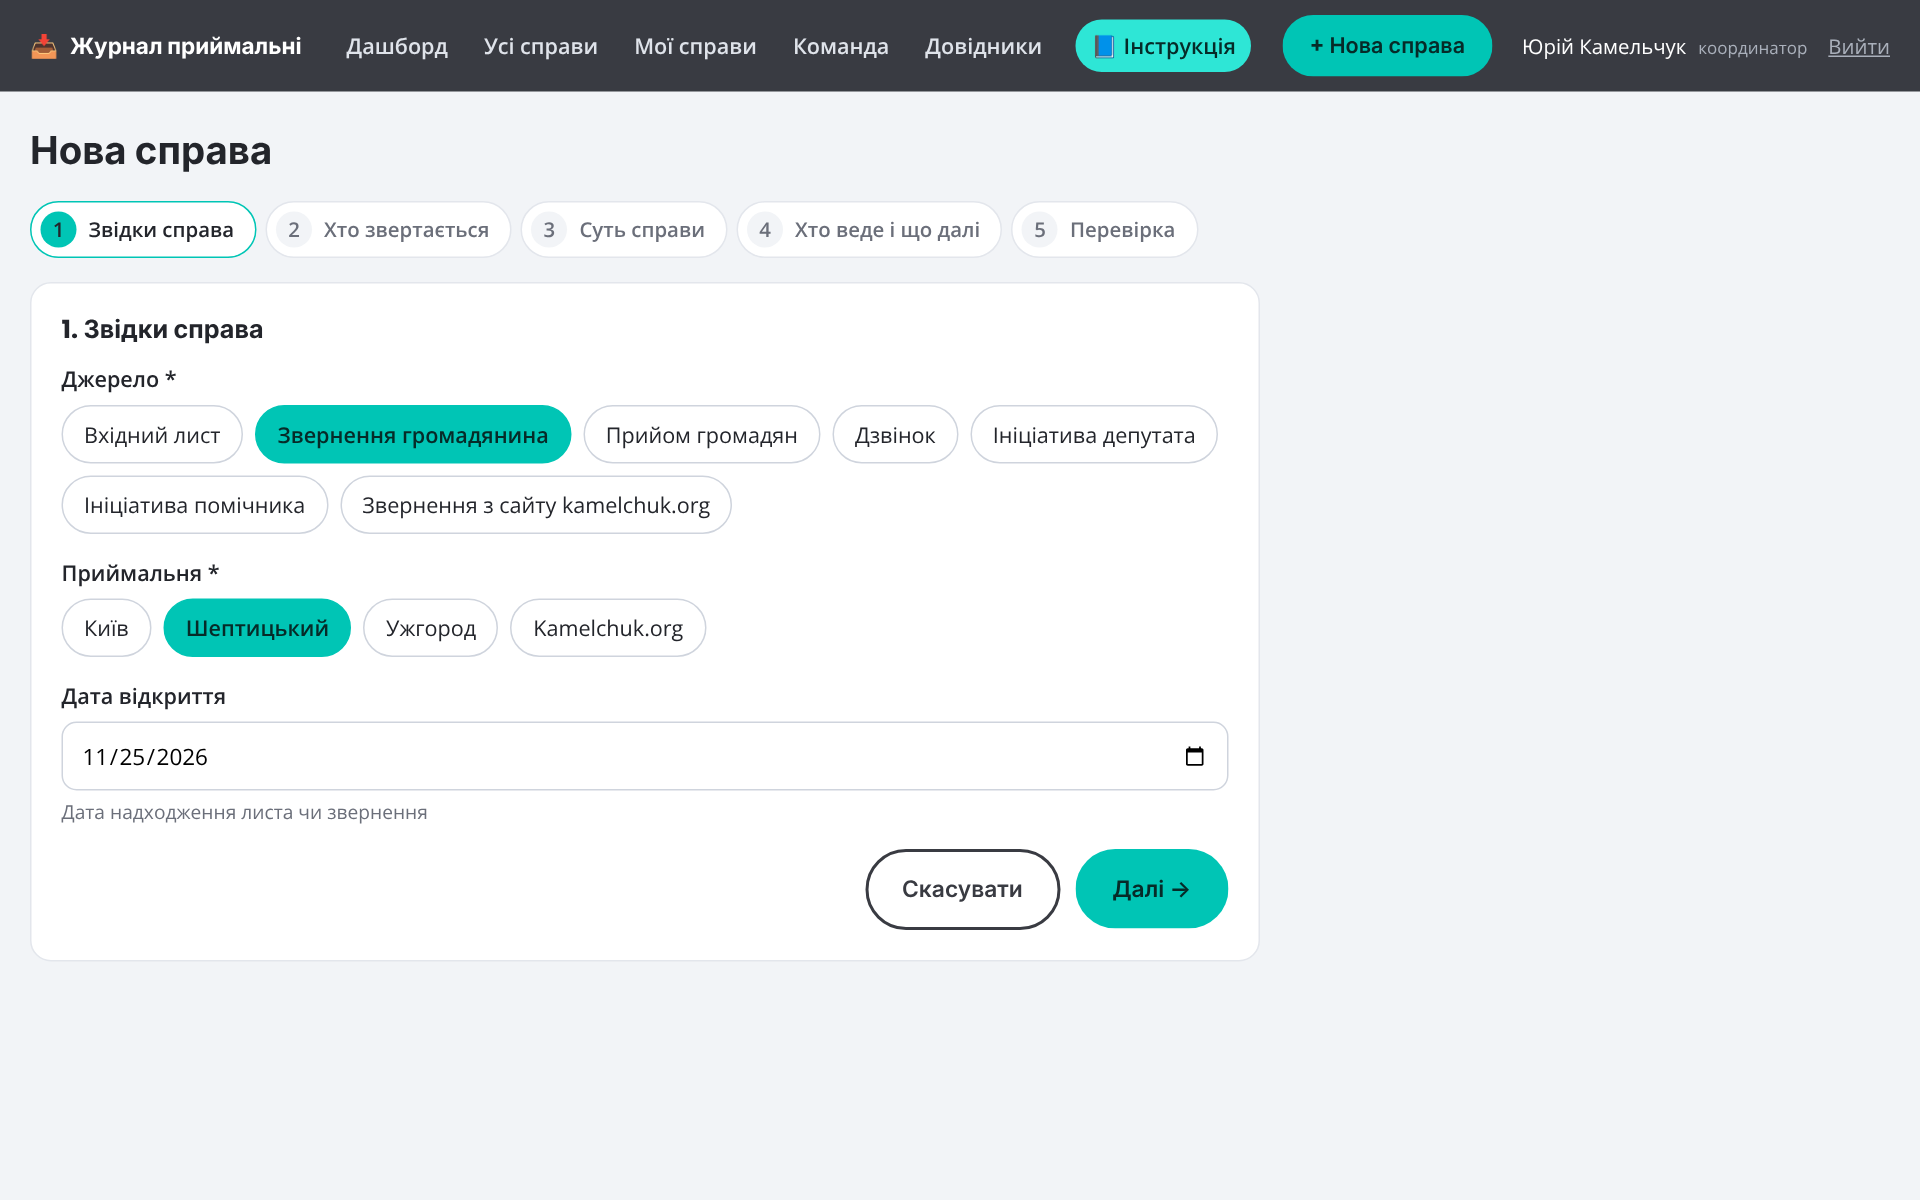 Журнал приймальні Дашборд Усі справи Мої справи Команда Довідники Інструкція + Нова справа Юрій Камельчук координатор Вийти
Нова справа
1 Звідки справа 2 Хто звертається 3 Суть справи 4 Хто веде і що далі 5 Перевірка
1. Звідки справа
Джерело *
Вхідний лист Звернення громадянина Прийом громадян Дзвінок Ініціатива депутата
Ініціатива помічника Звернення з сайту kamelchuk.org
Приймальня *
Київ Шептицький Ужгород Kamelchuk.org
Дата відкриття
11/25/2026
Дата надходження листа чи звернення
Скасувати Далі →